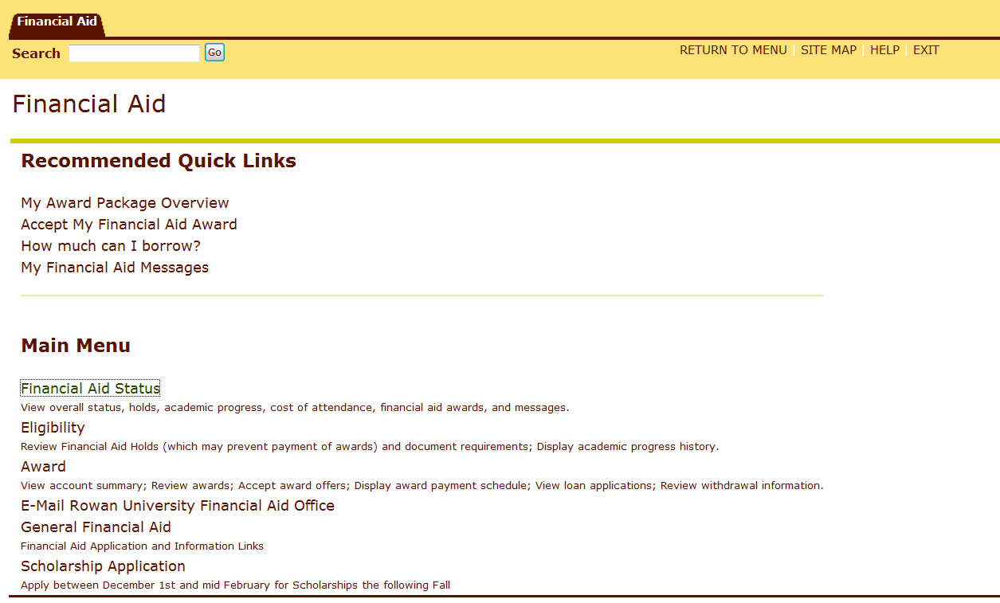 Financial Aid
Search Go RETURN TO MENU | SITE MAP | HELP | EXIT
Financial Aid
Recommended Quick Links
My Award Package Overview
Accept My Financial Aid Award
How much can I borrow?
My Financial Aid Messages
Main Menu
Financial Aid Status
View overall status, holds, academic progress, cost of attendance, financial aid awards, and messages.
Eligibility
Review Financial Aid Holds (which may prevent payment of awards) and document requirements; Display academic progress history.
Award
View account summary; Review awards; Accept award offers; Display award payment schedule; View loan applications; Review withdrawal information.
E-Mail Rowan University Financial Aid Office
General Financial Aid
Financial Aid Application and Information Links
Scholarship Application
Apply between December 1st and mid February for Scholarships the following Fall